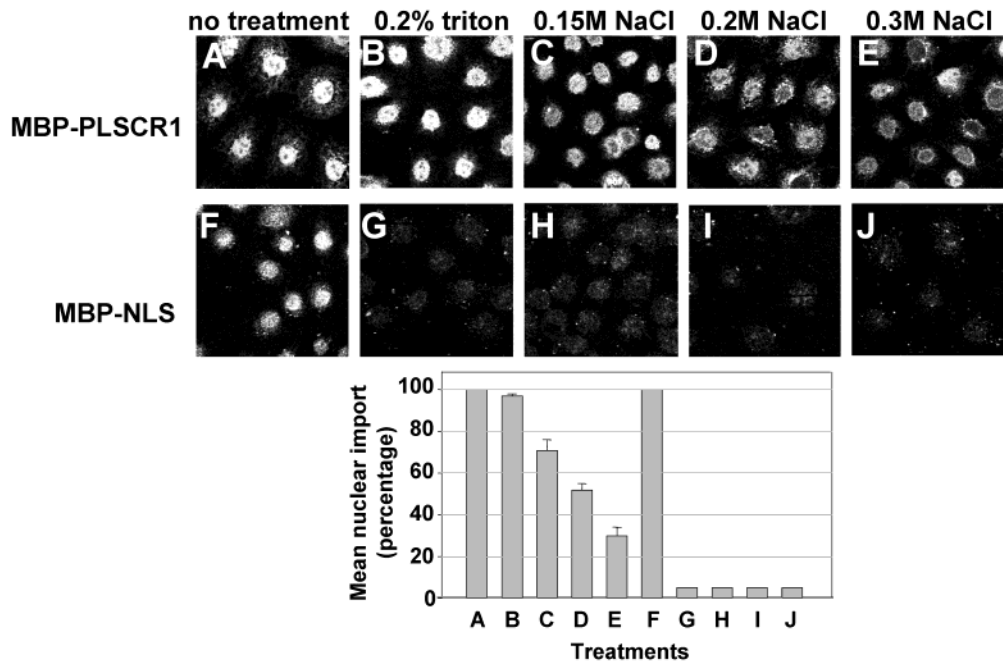 no treatment 0.2% triton 0.15M NaCl 0.2M NaCl 0.3M NaCl
MBP-PLSCR1
A B C D E
MBP-NLS
F G H I J
Mean nuclear import
(percentage)
100
80
60
40
20
0
A B C D E F G H I J
Treatments